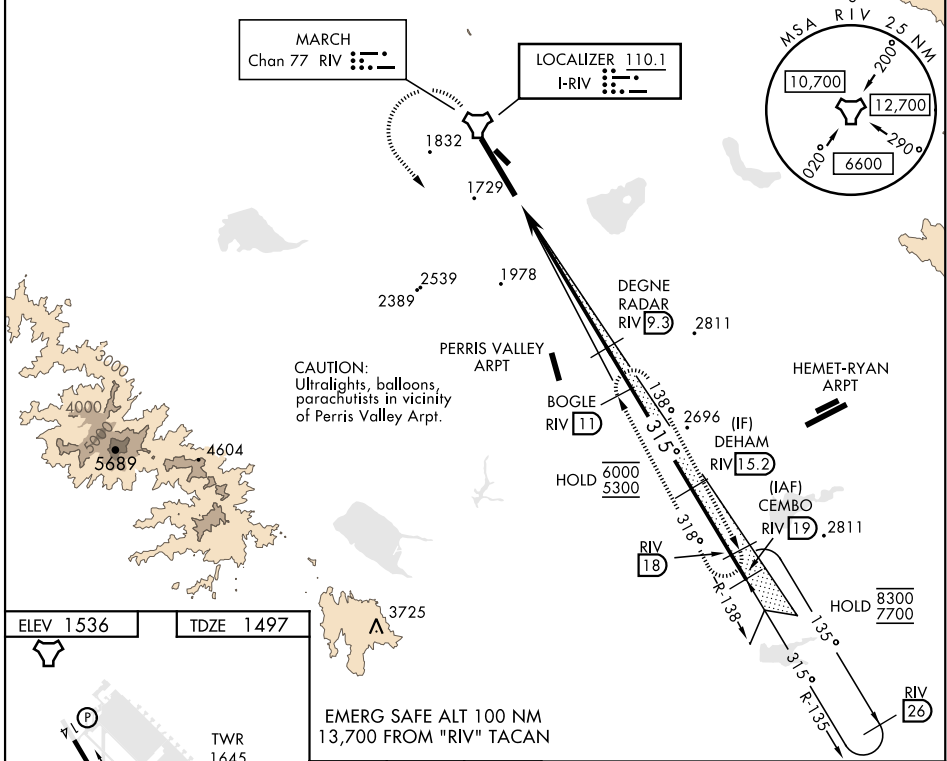 MARCH
Chan 77 RIV
LOCALIZER 110.1
I-RIV
MSA RIV 25 NM
10,700
200°
12,700
290°
020°
6600
1832
1729
2539
2389
1978
DEGNE
RADAR
RIV 9.3
2811
PERRIS VALLEY
ARPT
HEMET-RYAN
ARPT
CAUTION:
Ultralights, balloons,
parachutists in vicinity
of Perris Valley Arpt.
3000
4000
5000
5689
4604
BOGLE
RIV 11
138°
315°
2696
(IF)
DEHAM
RIV 15.2
HOLD 6000
5300
(IAF)
CEMBO
RIV 19
2811
318°
RIV
18
R-138
HOLD 8300
7700
135°
315°
R-135
RIV
26
3725
ELEV 1536
TDZE 1497
EMERG SAFE ALT 100 NM
13,700 FROM "RIV" TACAN
P
14
TWR
1645